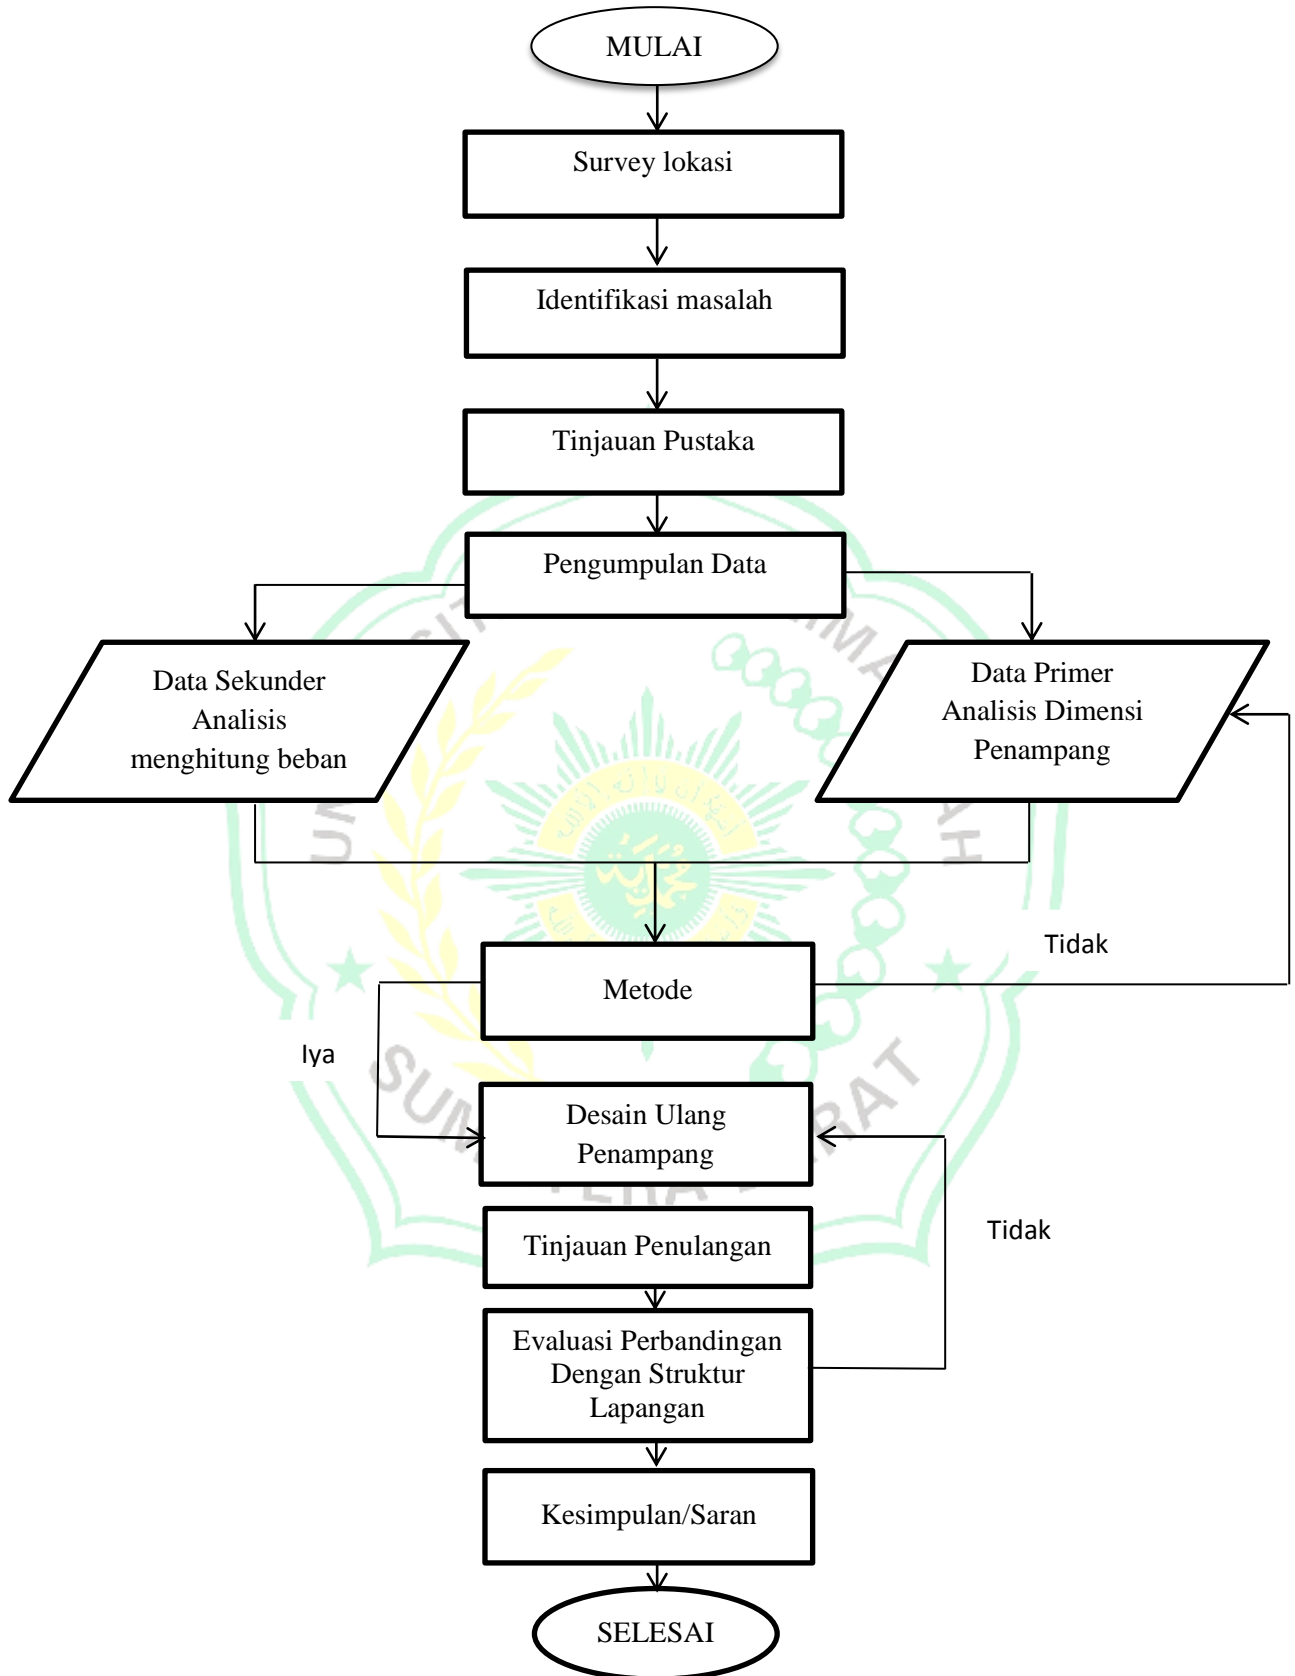 MULAI
Survey lokasi
Identifikasi masalah
Tinjauan Pustaka
Pengumpulan Data
Data Sekunder
Analisis
menghitung beban
Data Primer
Analisis Dimensi
Penampang
Tidak
Metode
Iya
Desain Ulang
Penampang
Tinjauan Penulangan
Tidak
Evaluasi Perbandingan
Dengan Struktur
Lapangan
Kesimpulan/Saran
SELESAI